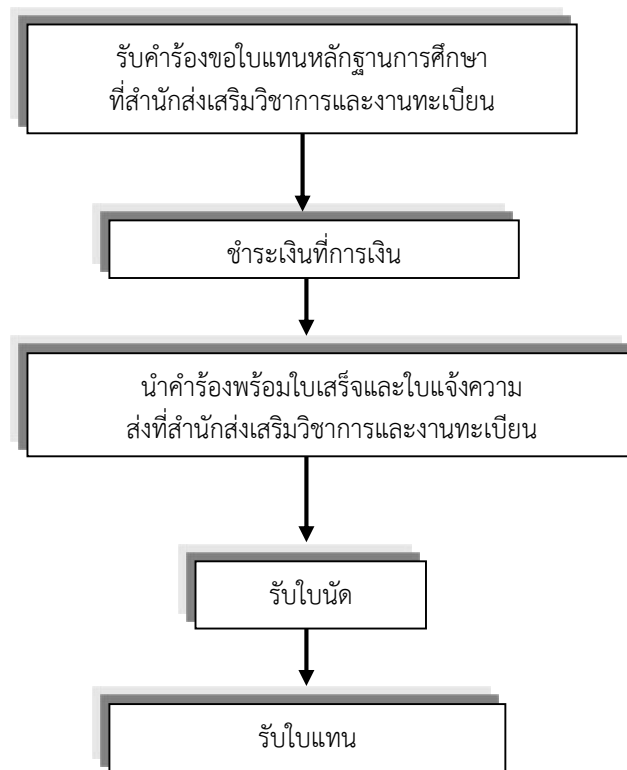 รับคำร้องขอใบแทนหลักฐานการศึกษา
ที่สำนักส่งเสริมวิชาการและงานทะเบียน
ชำระเงินที่การเงิน
นำคำร้องพร้อมใบเสร็จและใบแจ้งความ
ส่งที่สำนักส่งเสริมวิชาการและงานทะเบียน
รับใบนัด
รับใบแทน